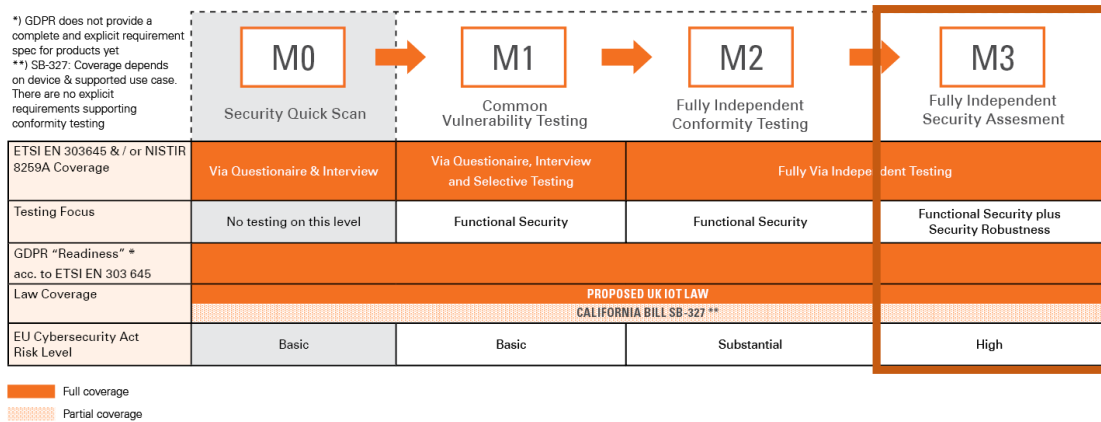 *) GDPR does not provide a
complete and explicit requirement
spec for products yet
**) SB-327: Coverage depends
on device & supported use case.
There are no explicit
requirements supporting
conformity testing
M0
Security Quick Scan
M1
Common
Vulnerability Testing
M2
Fully Independent
Conformity Testing
M3
Fully Independent
Security Assesment
ETSI EN 303645 & / or NISTIR
8259A Coverage
Via Questionaire & Interview
Via Questionaire, Interview
and Selective Testing
Fully Via Independent Testing
Testing Focus
No testing on this level
Functional Security
Functional Security
Functional Security plus
Security Robustness
GDPR “Readiness” *
acc. to ETSI EN 303 645
Law Coverage
PROPOSED UK IOT LAW
CALIFORNIA BILL SB-327 **
EU Cybersecurity Act
Risk Level
Basic
Basic
Substantial
High
Full coverage
Partial coverage